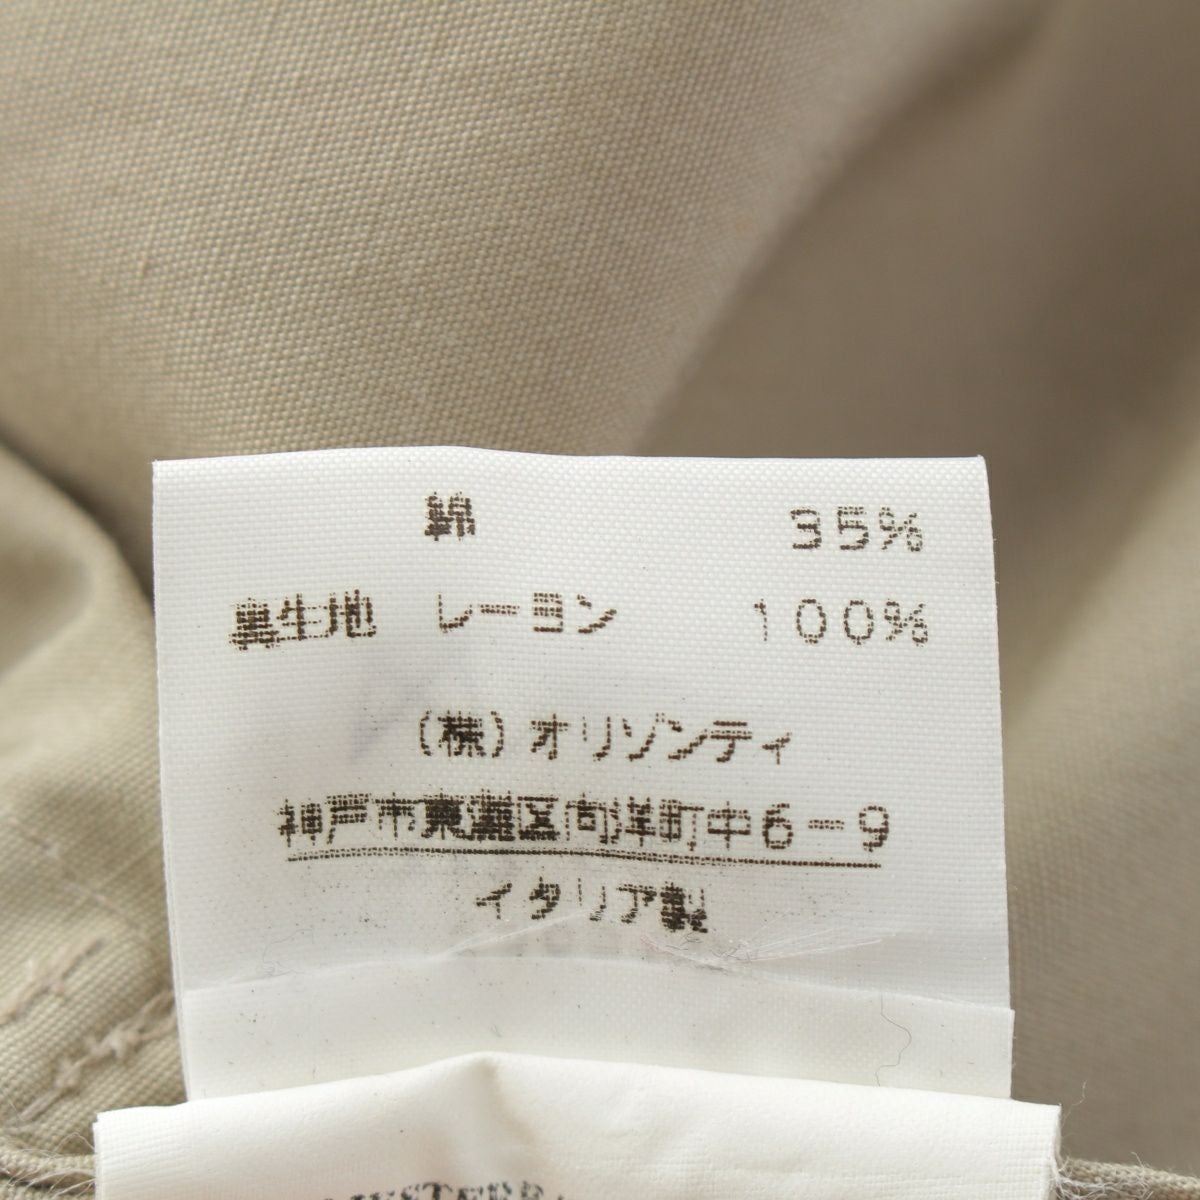 綿 35%
裏生地 レーヨン 100%
(株)オリゾンティ
神戸市東灘区向洋町中6-9
イタリア製